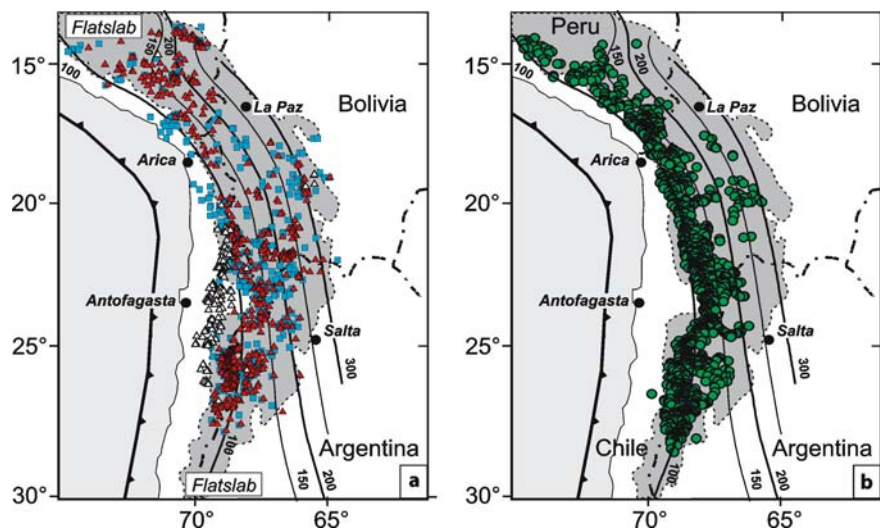 Flatslab
150
200
100
La Paz
Bolivia
Arica
Antofagasta
Salta
300
100
150
200
Argentina
Flatslab
a
15°
20°
25°
30°
70°
65°
Peru
150
200
100
La Paz
Bolivia
Arica
Antofagasta
Salta
300
Chile
100
150
200
Argentina
b
15°
20°
25°
30°
70°
65°